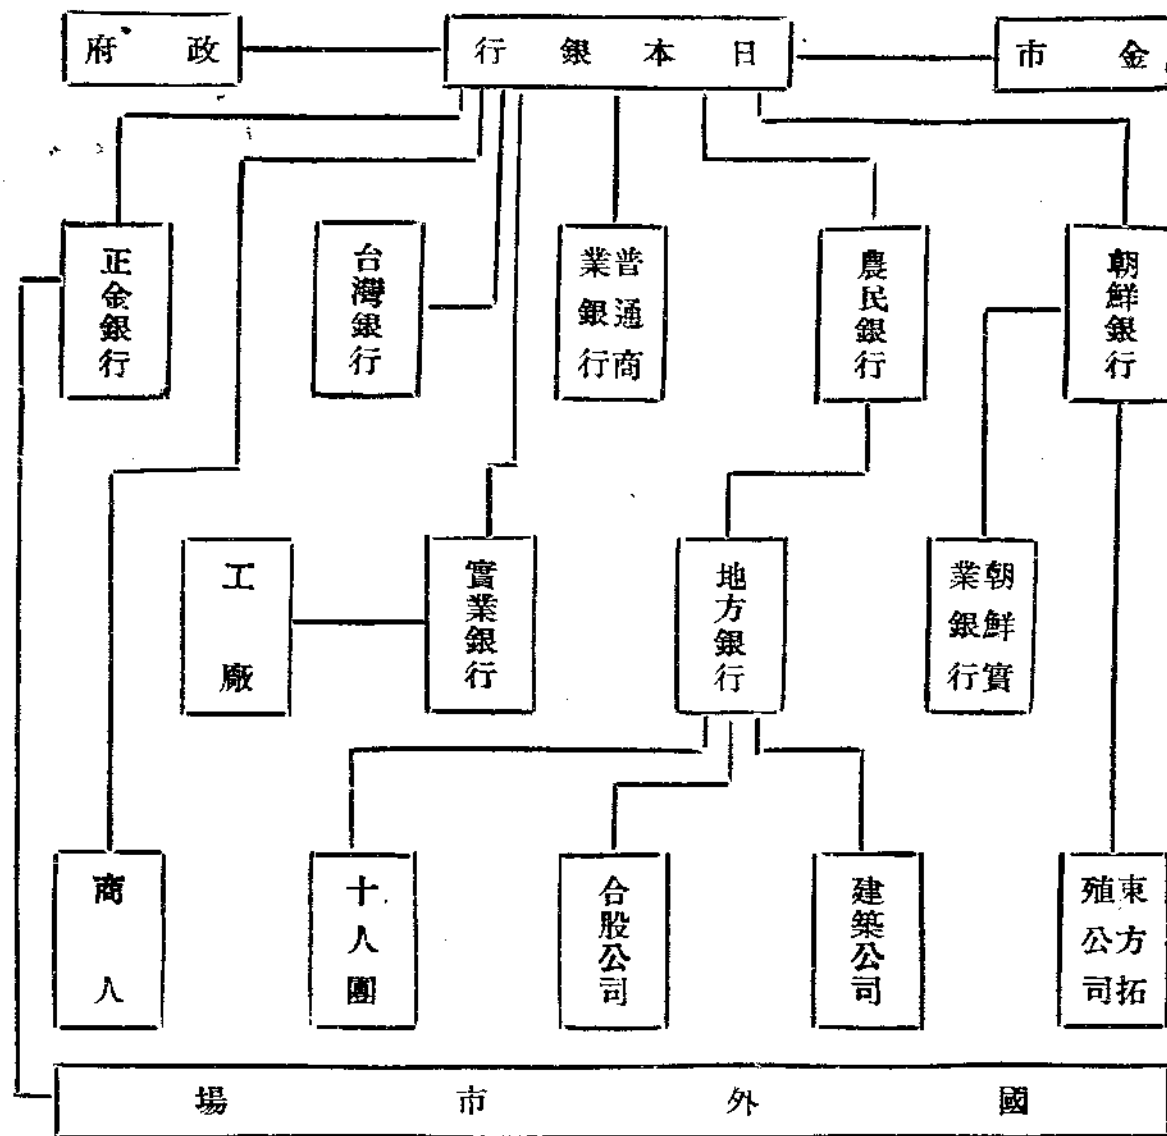 金市
日本銀行
政府
朝鮮銀行
農民銀行
普通商
業銀行
台灣銀行
正金銀行
朝鮮實
業銀行
地方銀行
實業銀行
工廠
東方拓
殖公司
建築公司
合股公司
十人團
商人
國外市場